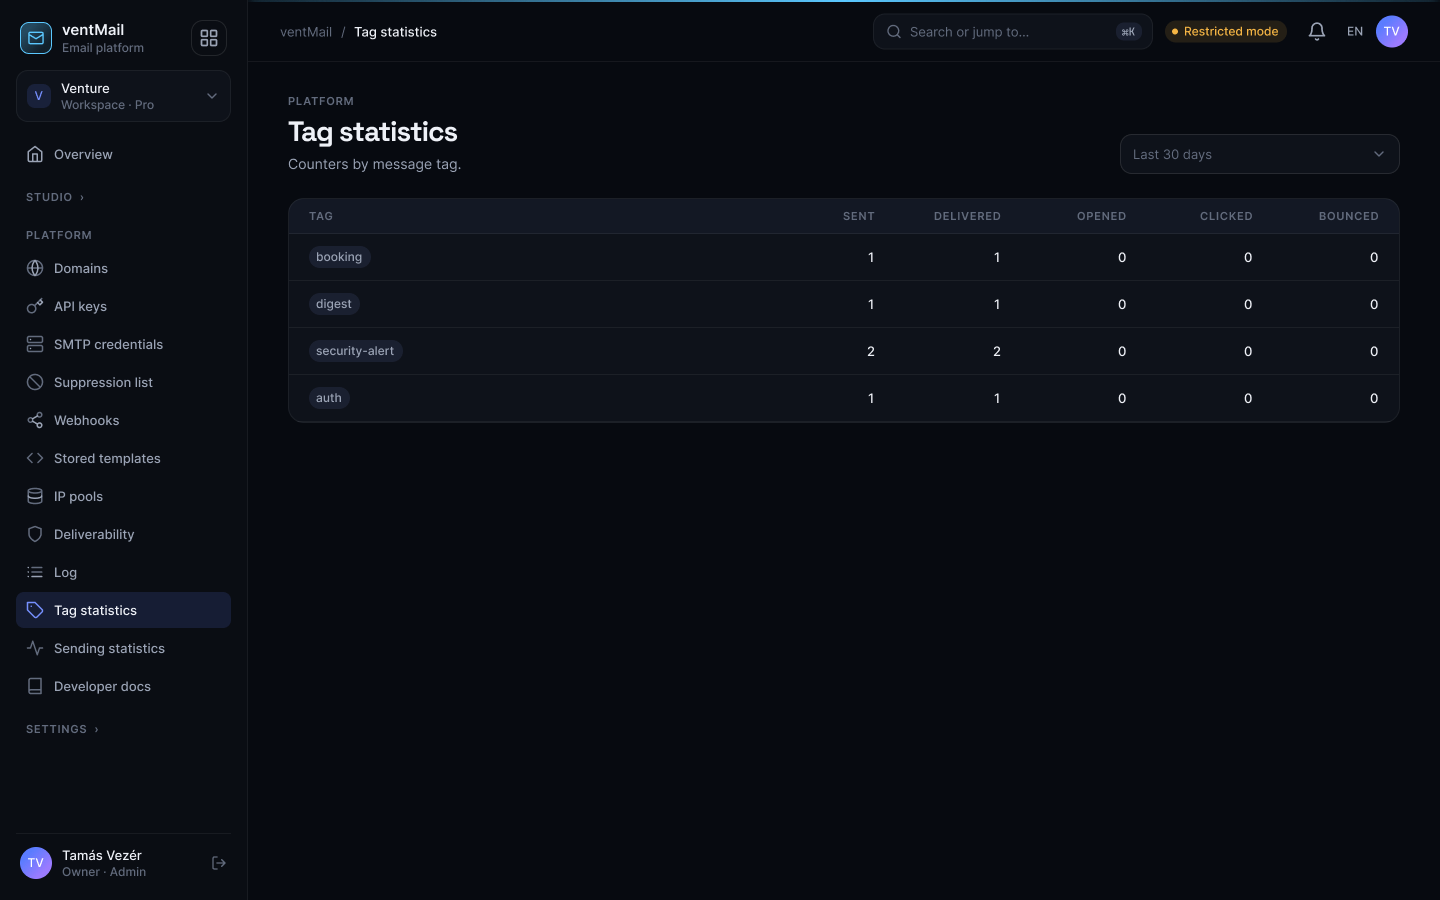 ventMail
Email platform
V
Venture
Workspace · Pro
Overview
STUDIO ›
PLATFORM
Domains
API keys
SMTP credentials
Suppression list
Webhooks
Stored templates
IP pools
Deliverability
Log
Tag statistics
Sending statistics
Developer docs
SETTINGS ›
TV
Tamás Vezér
Owner · Admin
ventMail / Tag statistics
Search or jump to... ⌘K
Restricted mode
EN
TV
PLATFORM
Tag statistics
Counters by message tag.
Last 30 days
TAG SENT DELIVERED OPENED CLICKED BOUNCED
booking 1 1 0 0 0
digest 1 1 0 0 0
security-alert 2 2 0 0 0
auth 1 1 0 0 0